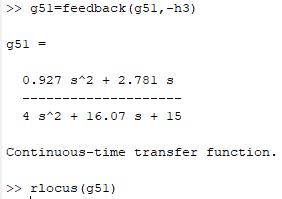 >> g51=feedback(g51,-h3)
g51 =
0.927 s^2 + 2.781 s
--------------------
4 s^2 + 16.07 s + 15
Continuous-time transfer function.
>> rlocus(g51)